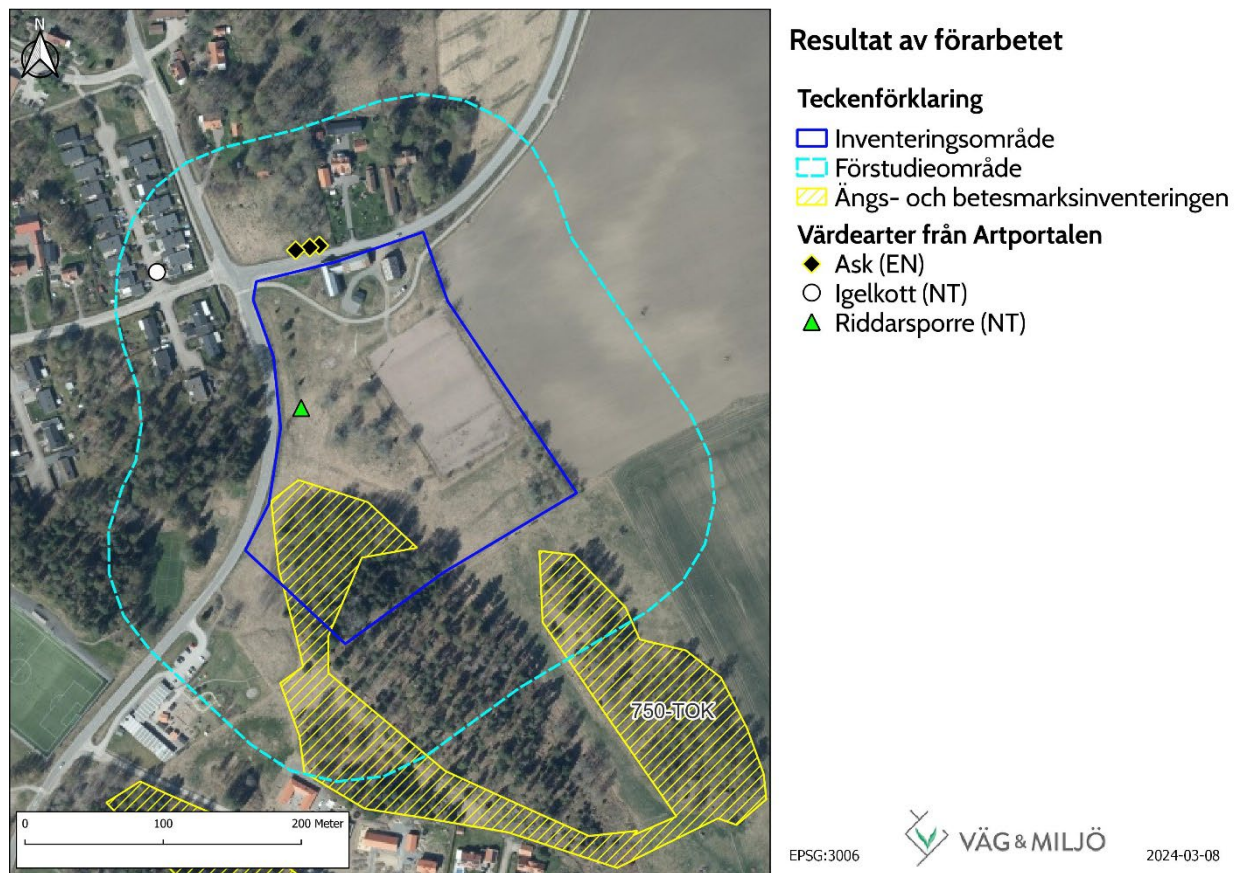 N
750-TOK
0 100 200 Meter
Resultat av förarbetet
Teckenförklaring
Inventeringsområde
Förstudieområde
Ängs- och betesmarksinventeringen
Värdearter från Artportalen
Ask (EN)
Igelkott (NT)
Riddarsporre (NT)
EPSG:3006
VÄG & MILJÖ
2024-03-08